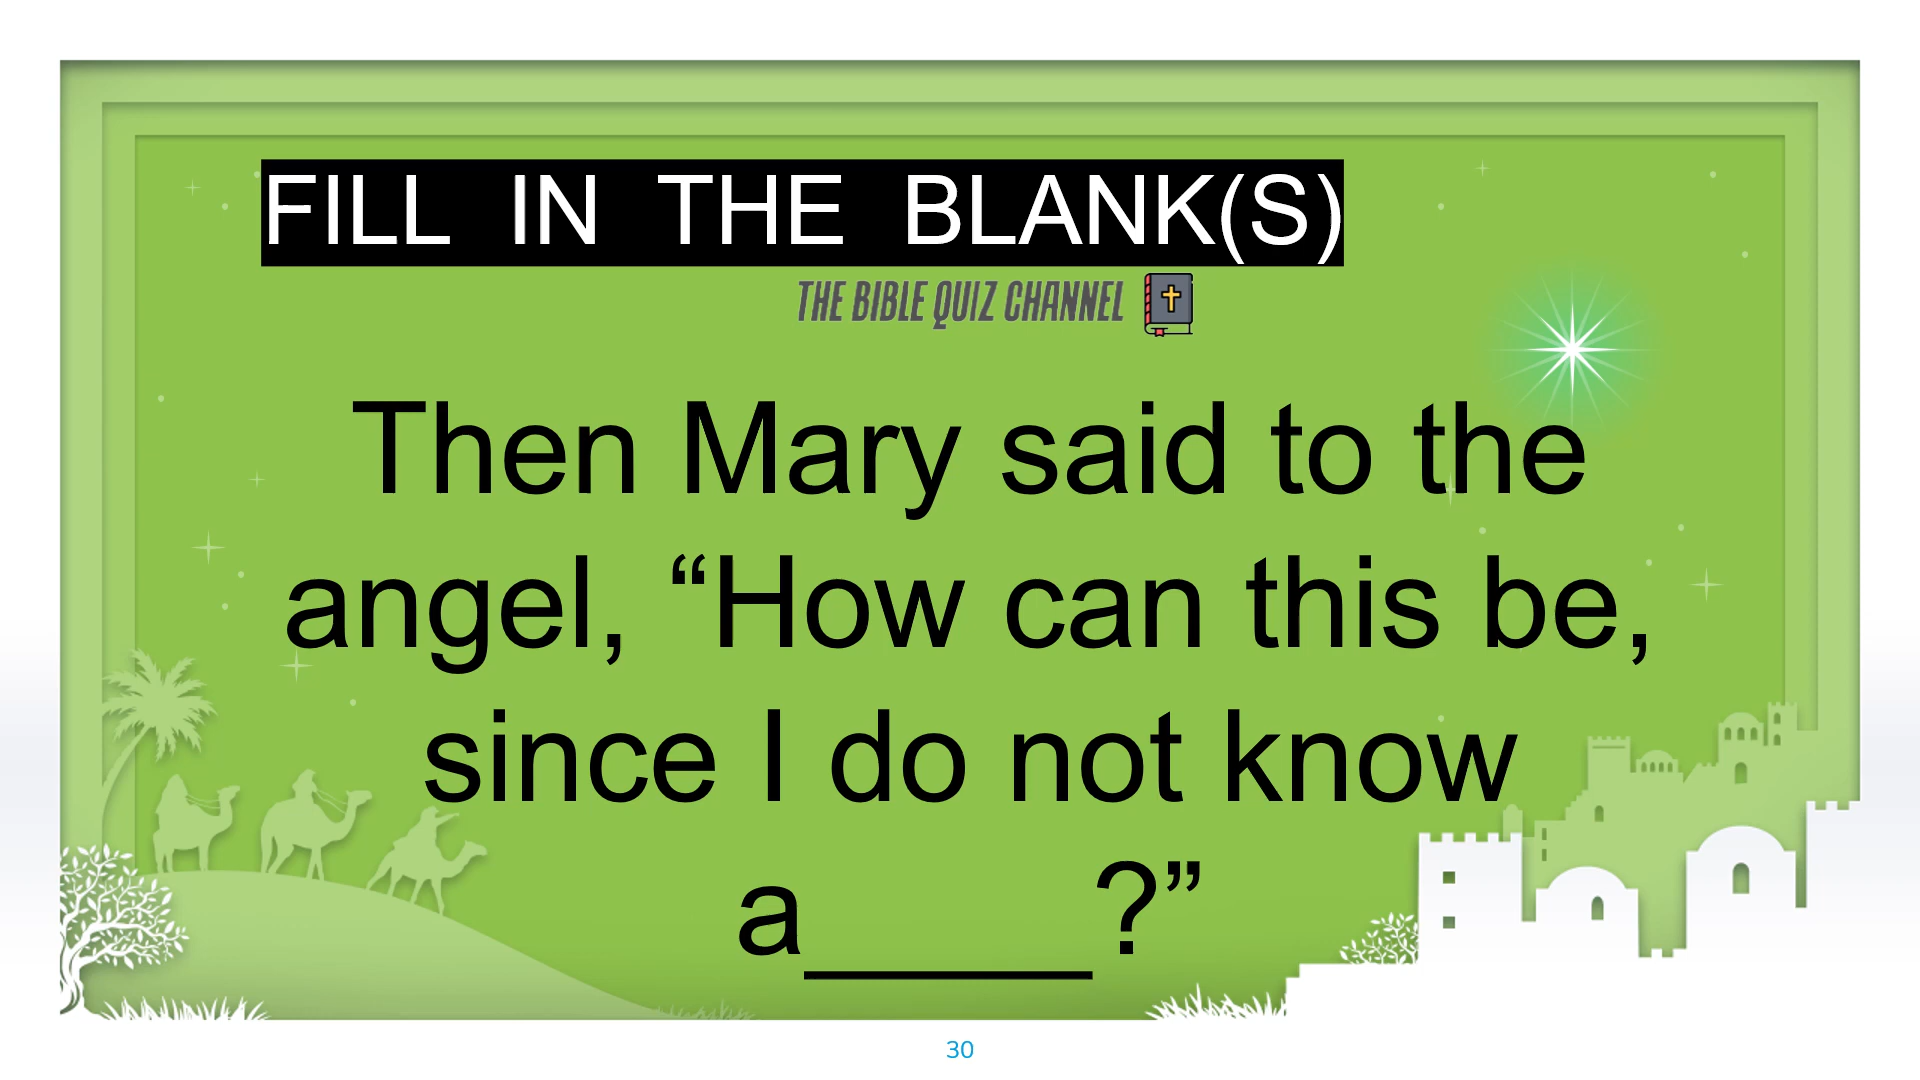 FILL IN THE BLANK(S)
THE BIBLE QUIZ CHANNEL
Then Mary said to the
angel, “How can this be,
since I do not know
a_____?”
30